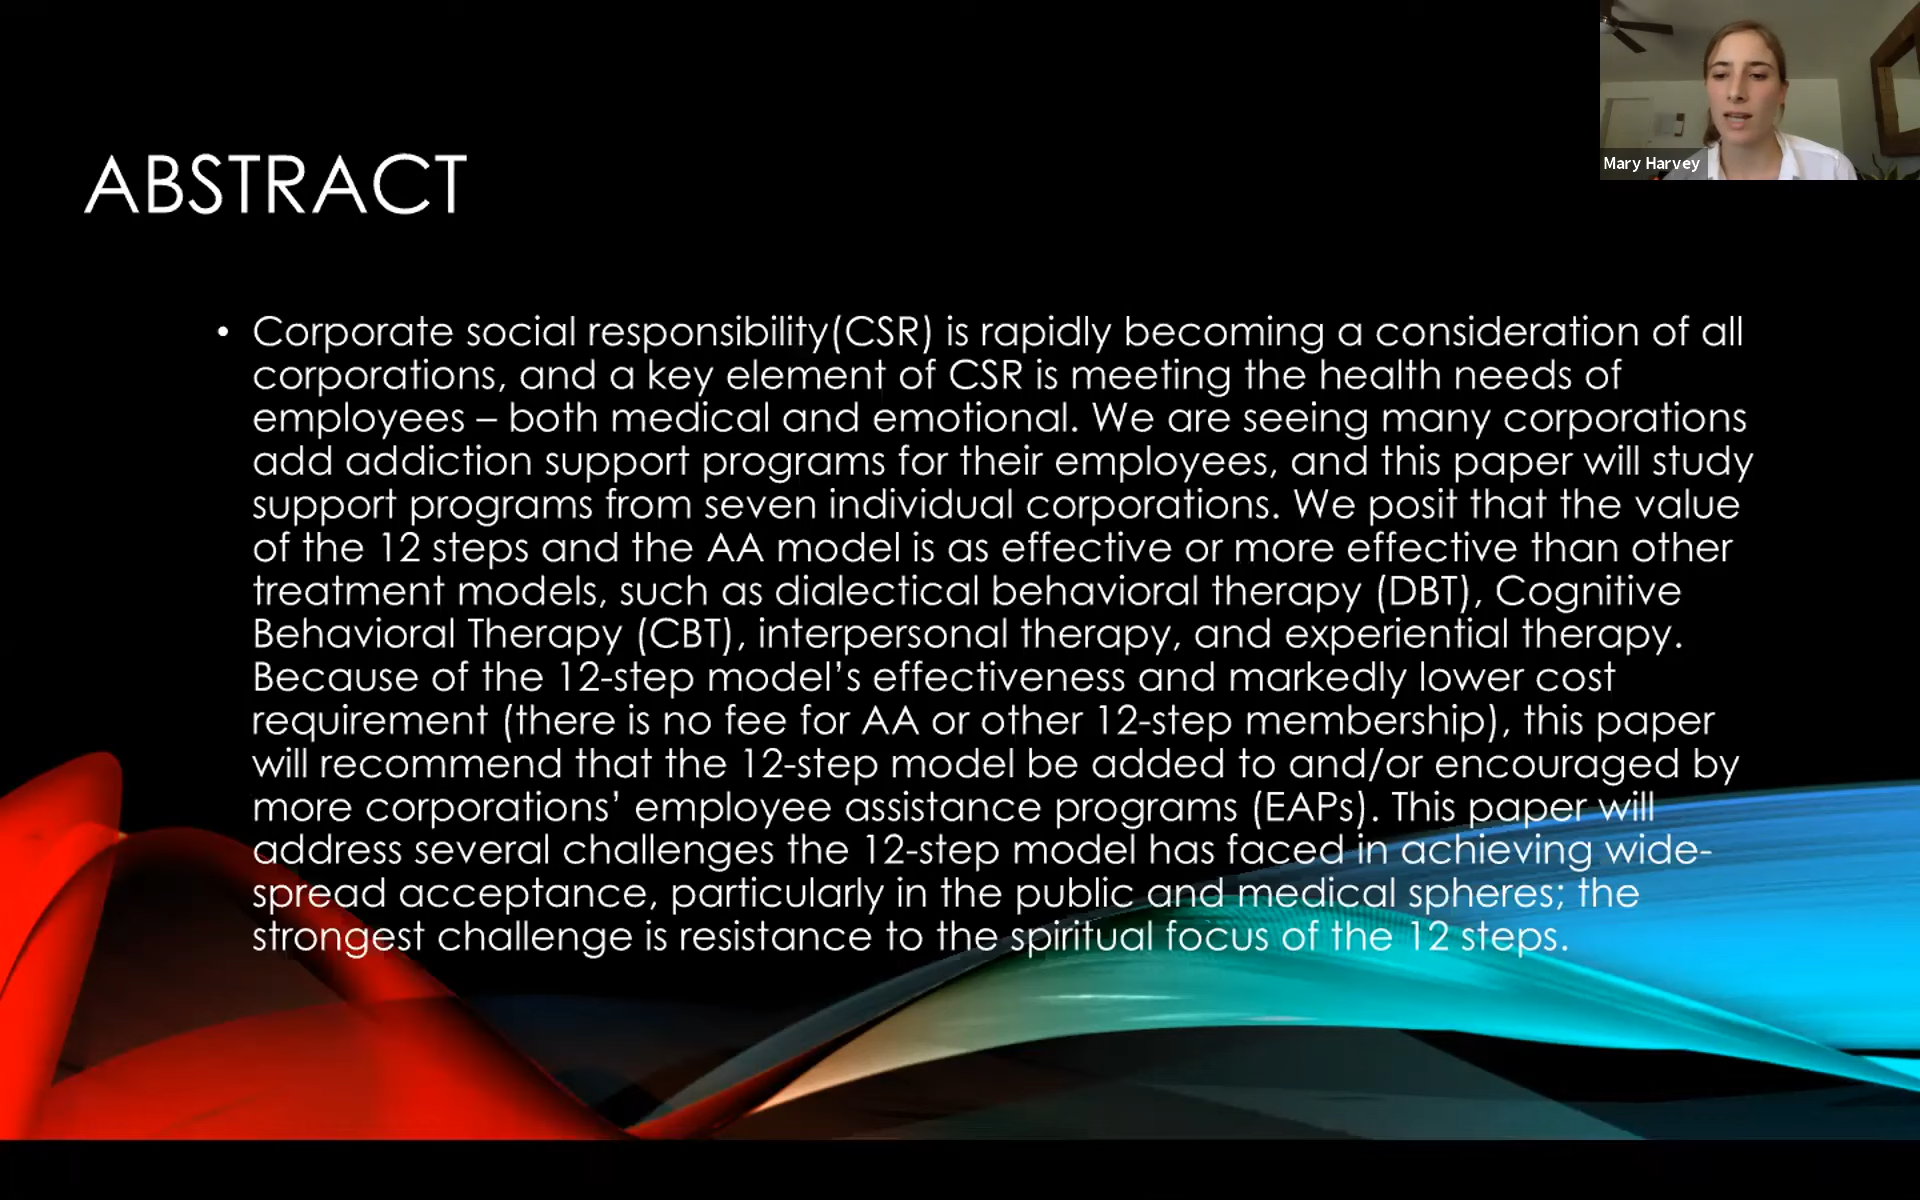 Mary Harvey
ABSTRACT
• Corporate social responsibility(CSR) is rapidly becoming a consideration of all
corporations, and a key element of CSR is meeting the health needs of
employees – both medical and emotional. We are seeing many corporations
add addiction support programs for their employees, and this paper will study
support programs from seven individual corporations. We posit that the value
of the 12 steps and the AA model is as effective or more effective than other
treatment models, such as dialectical behavioral therapy (DBT), Cognitive
Behavioral Therapy (CBT), interpersonal therapy, and experiential therapy.
Because of the 12-step model’s effectiveness and markedly lower cost
requirement (there is no fee for AA or other 12-step membership), this paper
will recommend that the 12-step model be added to and/or encouraged by
more corporations’ employee assistance programs (EAPs). This paper will
address several challenges the 12-step model has faced in achieving wide-
spread acceptance, particularly in the public and medical spheres; the
strongest challenge is resistance to the spiritual focus of the 12 steps.